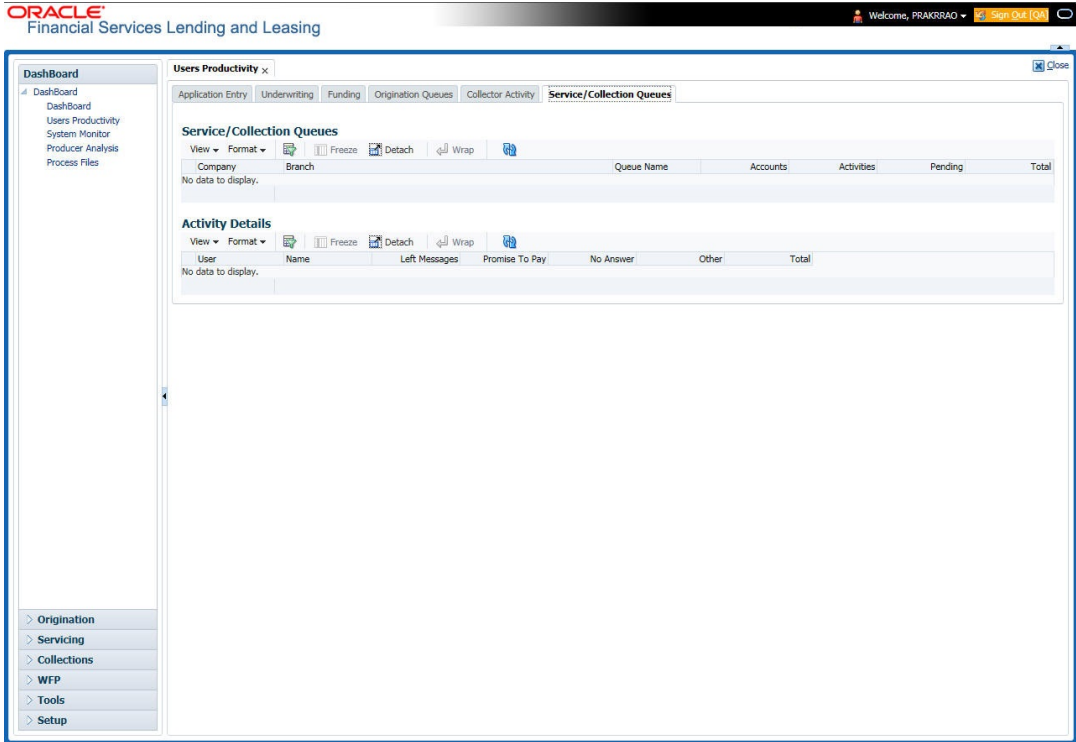 ORACLE
Financial Services Lending and Leasing
Welcome, PRAKRRAO
Sign Out [QA]
Close
DashBoard
DashBoard
DashBoard
Users Productivity
System Monitor
Producer Analysis
Process Files
Origination
Servicing
Collections
WFP
Tools
Setup
Users Productivity x
Application Entry Underwriting Funding Origination Queues Collector Activity Service/Collection Queues
Service/Collection Queues
View Format Freeze Detach Wrap
Company Branch Queue Name Accounts Activities Pending Total
No data to display.
Activity Details
View Format Freeze Detach Wrap
User Name Left Messages Promise To Pay No Answer Other Total
No data to display.